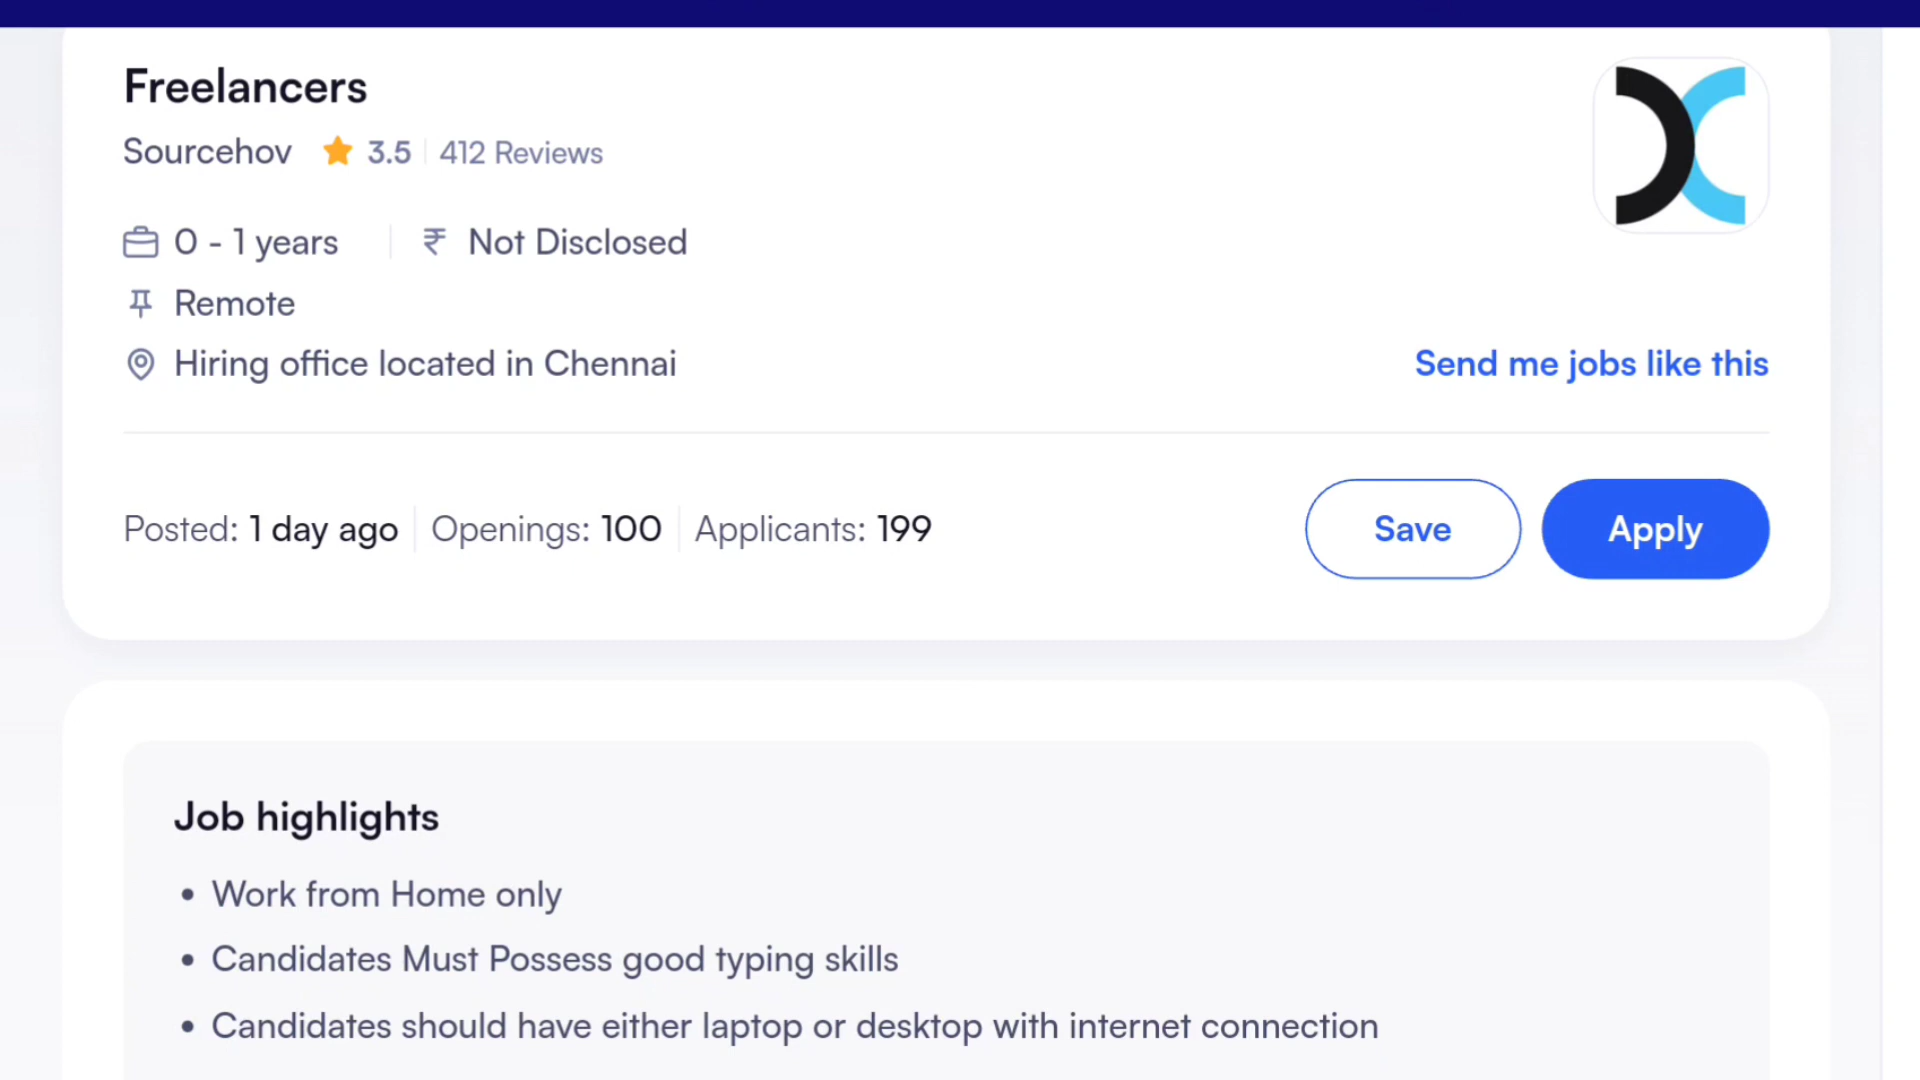 Freelancers
Sourcehov 3.5 412 Reviews
0 - 1 years ₹ Not Disclosed
Remote
Hiring office located in Chennai
Send me jobs like this
Posted: 1 day ago Openings: 100 Applicants: 199
Save Apply
Job highlights
• Work from Home only
• Candidates Must Possess good typing skills
• Candidates should have either laptop or desktop with internet connection